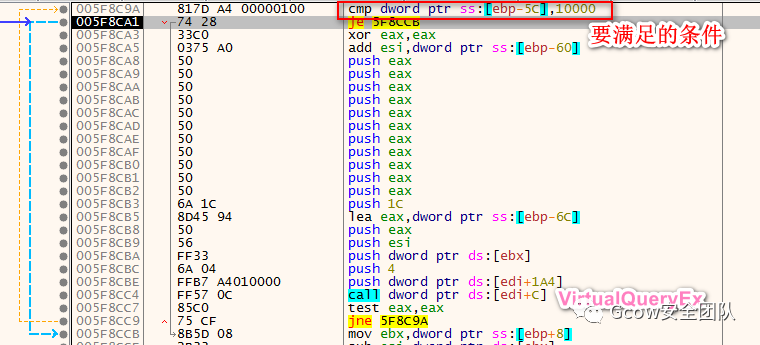 005F8C9A 817D A4 00000100 cmp dword ptr ss:[ebp-5C],10000
005F8CA1 74 28 je 5F8CCB
要满足的条件
005F8CA3 33C0 xor eax,eax
005F8CA5 0375 A0 add esi,dword ptr ss:[ebp-60]
005F8CA8 50 push eax
005F8CA9 50 push eax
005F8CAA 50 push eax
005F8CAB 50 push eax
005F8CAC 50 push eax
005F8CAD 50 push eax
005F8CAE 50 push eax
005F8CAF 50 push eax
005F8CB0 50 push eax
005F8CB1 50 push eax
005F8CB2 50 push eax
005F8CB3 6A 1C push 1C
005F8CB5 8D45 94 lea eax,dword ptr ss:[ebp-6C]
005F8CB8 50 push eax
005F8CB9 56 push esi
005F8CBA FF33 push dword ptr ds:[ebx]
005F8CBC 6A 04 push 4
005F8CBE FFB7 A4010000 push dword ptr ds:[edi+1A4]
005F8CC4 FF57 0C call dword ptr ds:[edi+C]
VirtualQueryEx
005F8CC7 85C0 test eax,eax
005F8CC9 75 CF jne 5F8C9A
005F8CCB 8B5D 08 mov ebx,dword ptr ss:[ebp+8]
Gcow安全团队